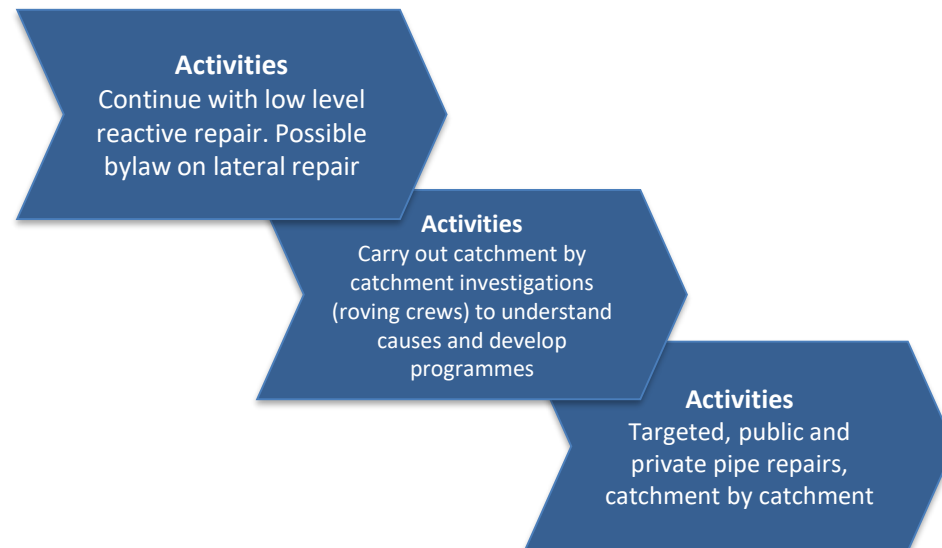 Activities
Continue with low level
reactive repair. Possible
bylaw on lateral repair
Activities
Carry out catchment by
catchment investigations
(roving crews) to understand
causes and develop
programmes
Activities
Targeted, public and
private pipe repairs,
catchment by catchment